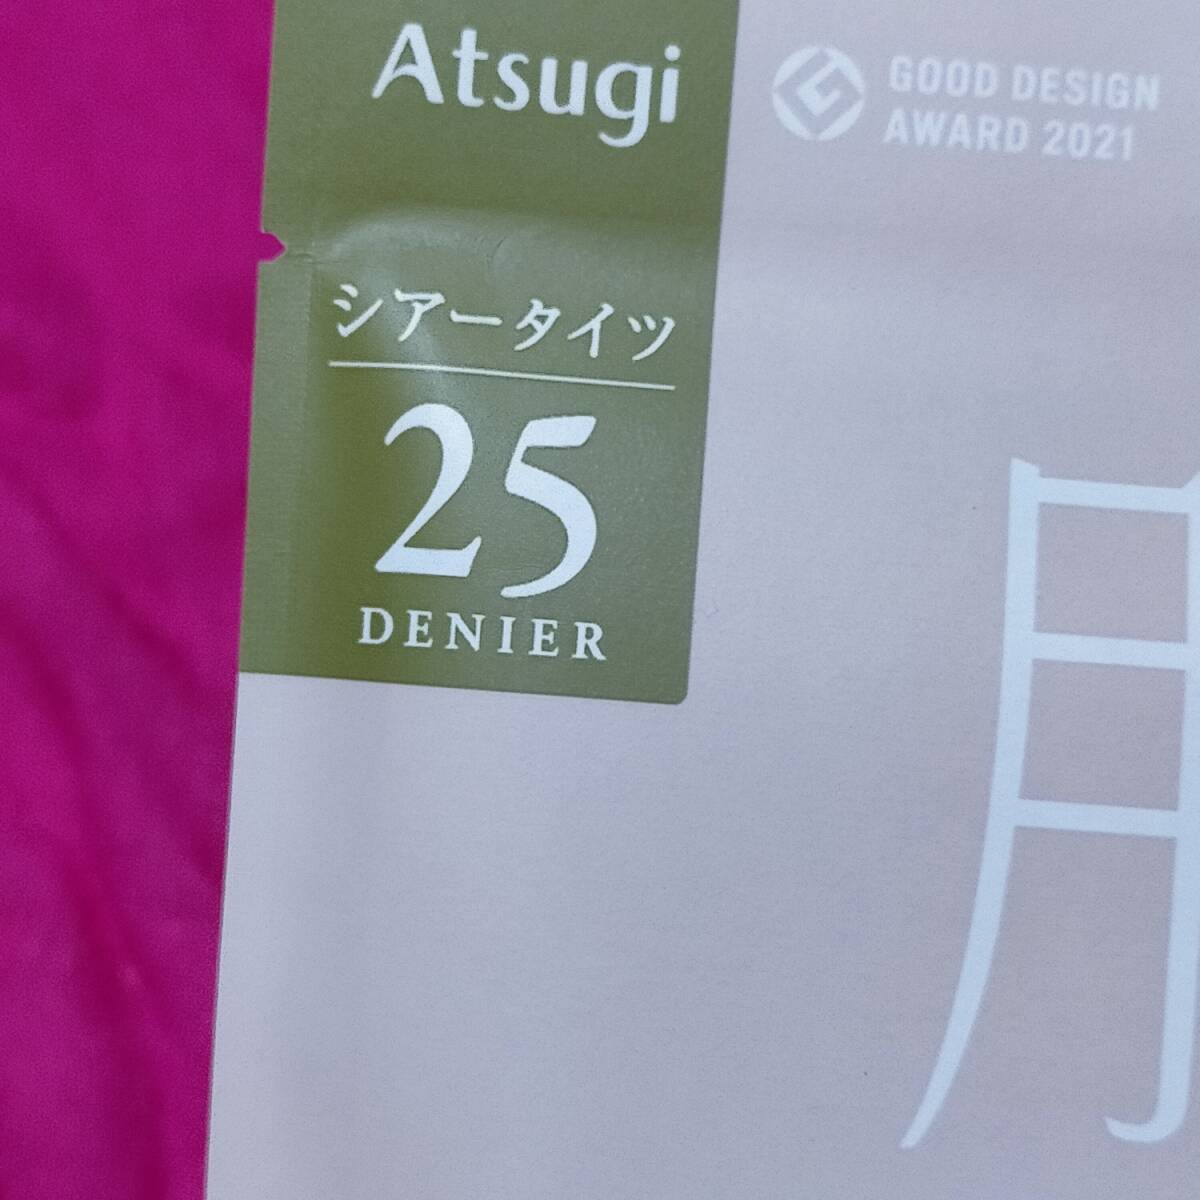 Atsugi
GOOD DESIGN
AWARD 2021
シアータイツ
25
DENIER